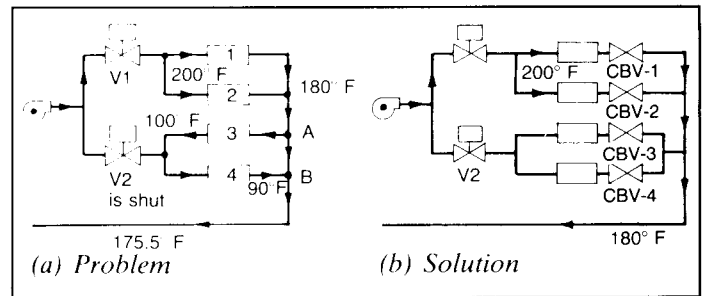 1
V1
200° F
2
180° F
100 F
3
A
V2
4
90° F
B
is shut
175.5 F
(a) Problem
200° F
CBV-1
CBV-2
V2
CBV-3
CBV-4
180° F
(b) Solution